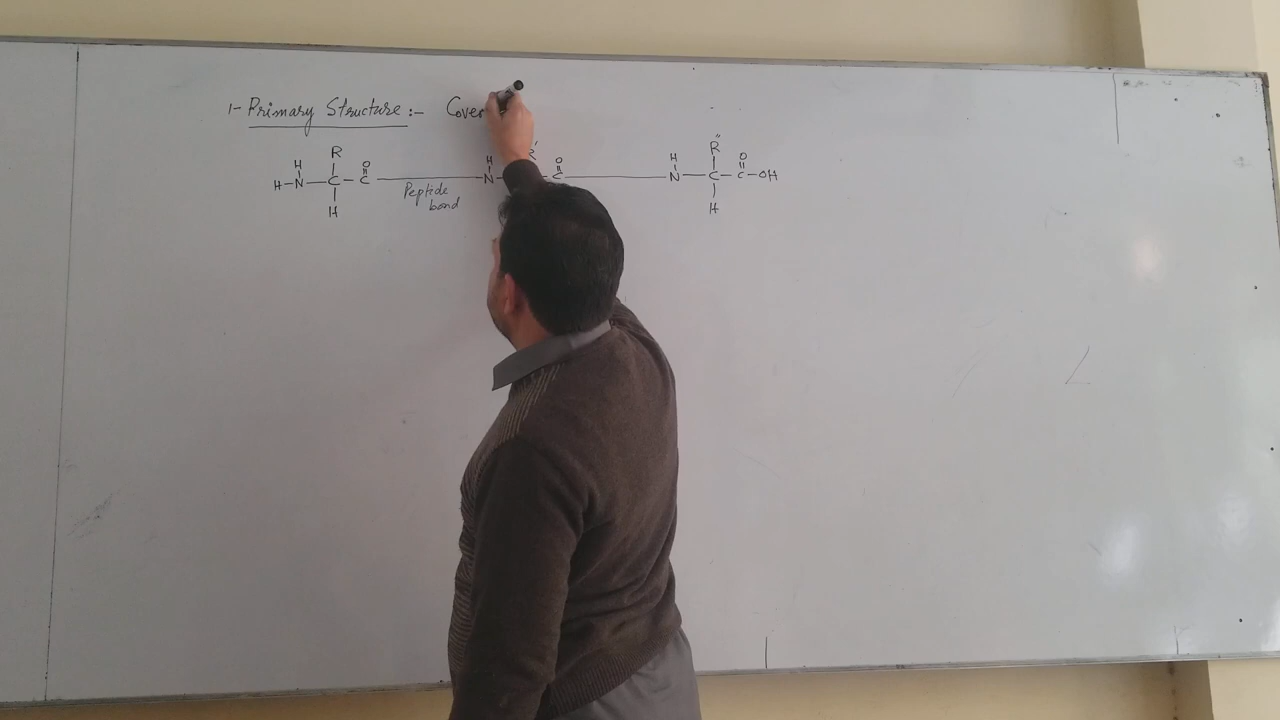 1- Primary Structure :- Cover
H R O H R' O H R" O
H-N-C-C Peptide N C N-C-C-OH
bond
H H